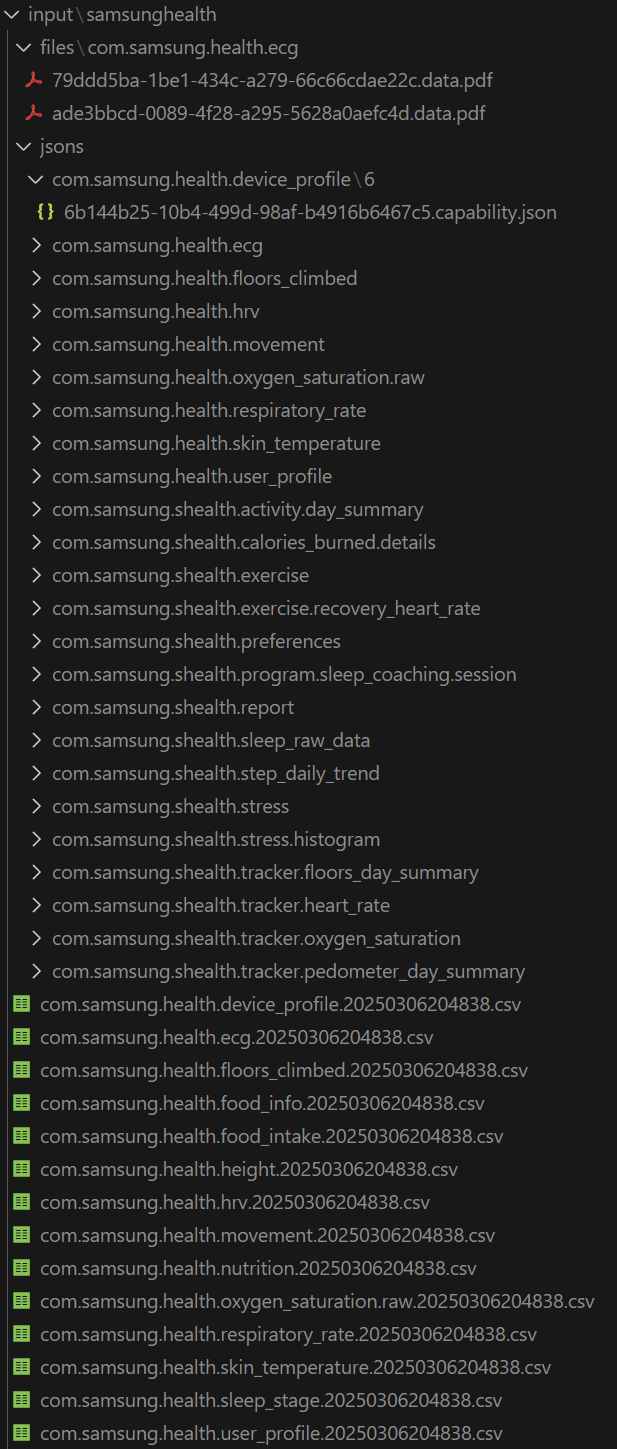 input\samsunghealth
files\com.samsung.health.ecg
79ddd5ba-1be1-434c-a279-66c66cdae22c.data.pdf
ade3bbcd-0089-4f28-a295-5628a0aefc4d.data.pdf
jsons
com.samsung.health.device_profile\6
6b144b25-10b4-499d-98af-b4916b6467c5.capability.json
com.samsung.health.ecg
com.samsung.health.floors_climbed
com.samsung.health.hrv
com.samsung.health.movement
com.samsung.health.oxygen_saturation.raw
com.samsung.health.respiratory_rate
com.samsung.health.skin_temperature
com.samsung.health.user_profile
com.samsung.shealth.activity.day_summary
com.samsung.shealth.calories_burned.details
com.samsung.shealth.exercise
com.samsung.shealth.exercise.recovery_heart_rate
com.samsung.shealth.preferences
com.samsung.shealth.program.sleep_coaching.session
com.samsung.shealth.report
com.samsung.shealth.sleep_raw_data
com.samsung.shealth.step_daily_trend
com.samsung.shealth.stress
com.samsung.shealth.stress.histogram
com.samsung.shealth.tracker.floors_day_summary
com.samsung.shealth.tracker.heart_rate
com.samsung.shealth.tracker.oxygen_saturation
com.samsung.shealth.tracker.pedometer_day_summary
com.samsung.health.device_profile.20250306204838.csv
com.samsung.health.ecg.20250306204838.csv
com.samsung.health.floors_climbed.20250306204838.csv
com.samsung.health.food_info.20250306204838.csv
com.samsung.health.food_intake.20250306204838.csv
com.samsung.health.height.20250306204838.csv
com.samsung.health.hrv.20250306204838.csv
com.samsung.health.movement.20250306204838.csv
com.samsung.health.nutrition.20250306204838.csv
com.samsung.health.oxygen_saturation.raw.20250306204838.csv
com.samsung.health.respiratory_rate.20250306204838.csv
com.samsung.health.skin_temperature.20250306204838.csv
com.samsung.health.sleep_stage.20250306204838.csv
com.samsung.health.user_profile.20250306204838.csv